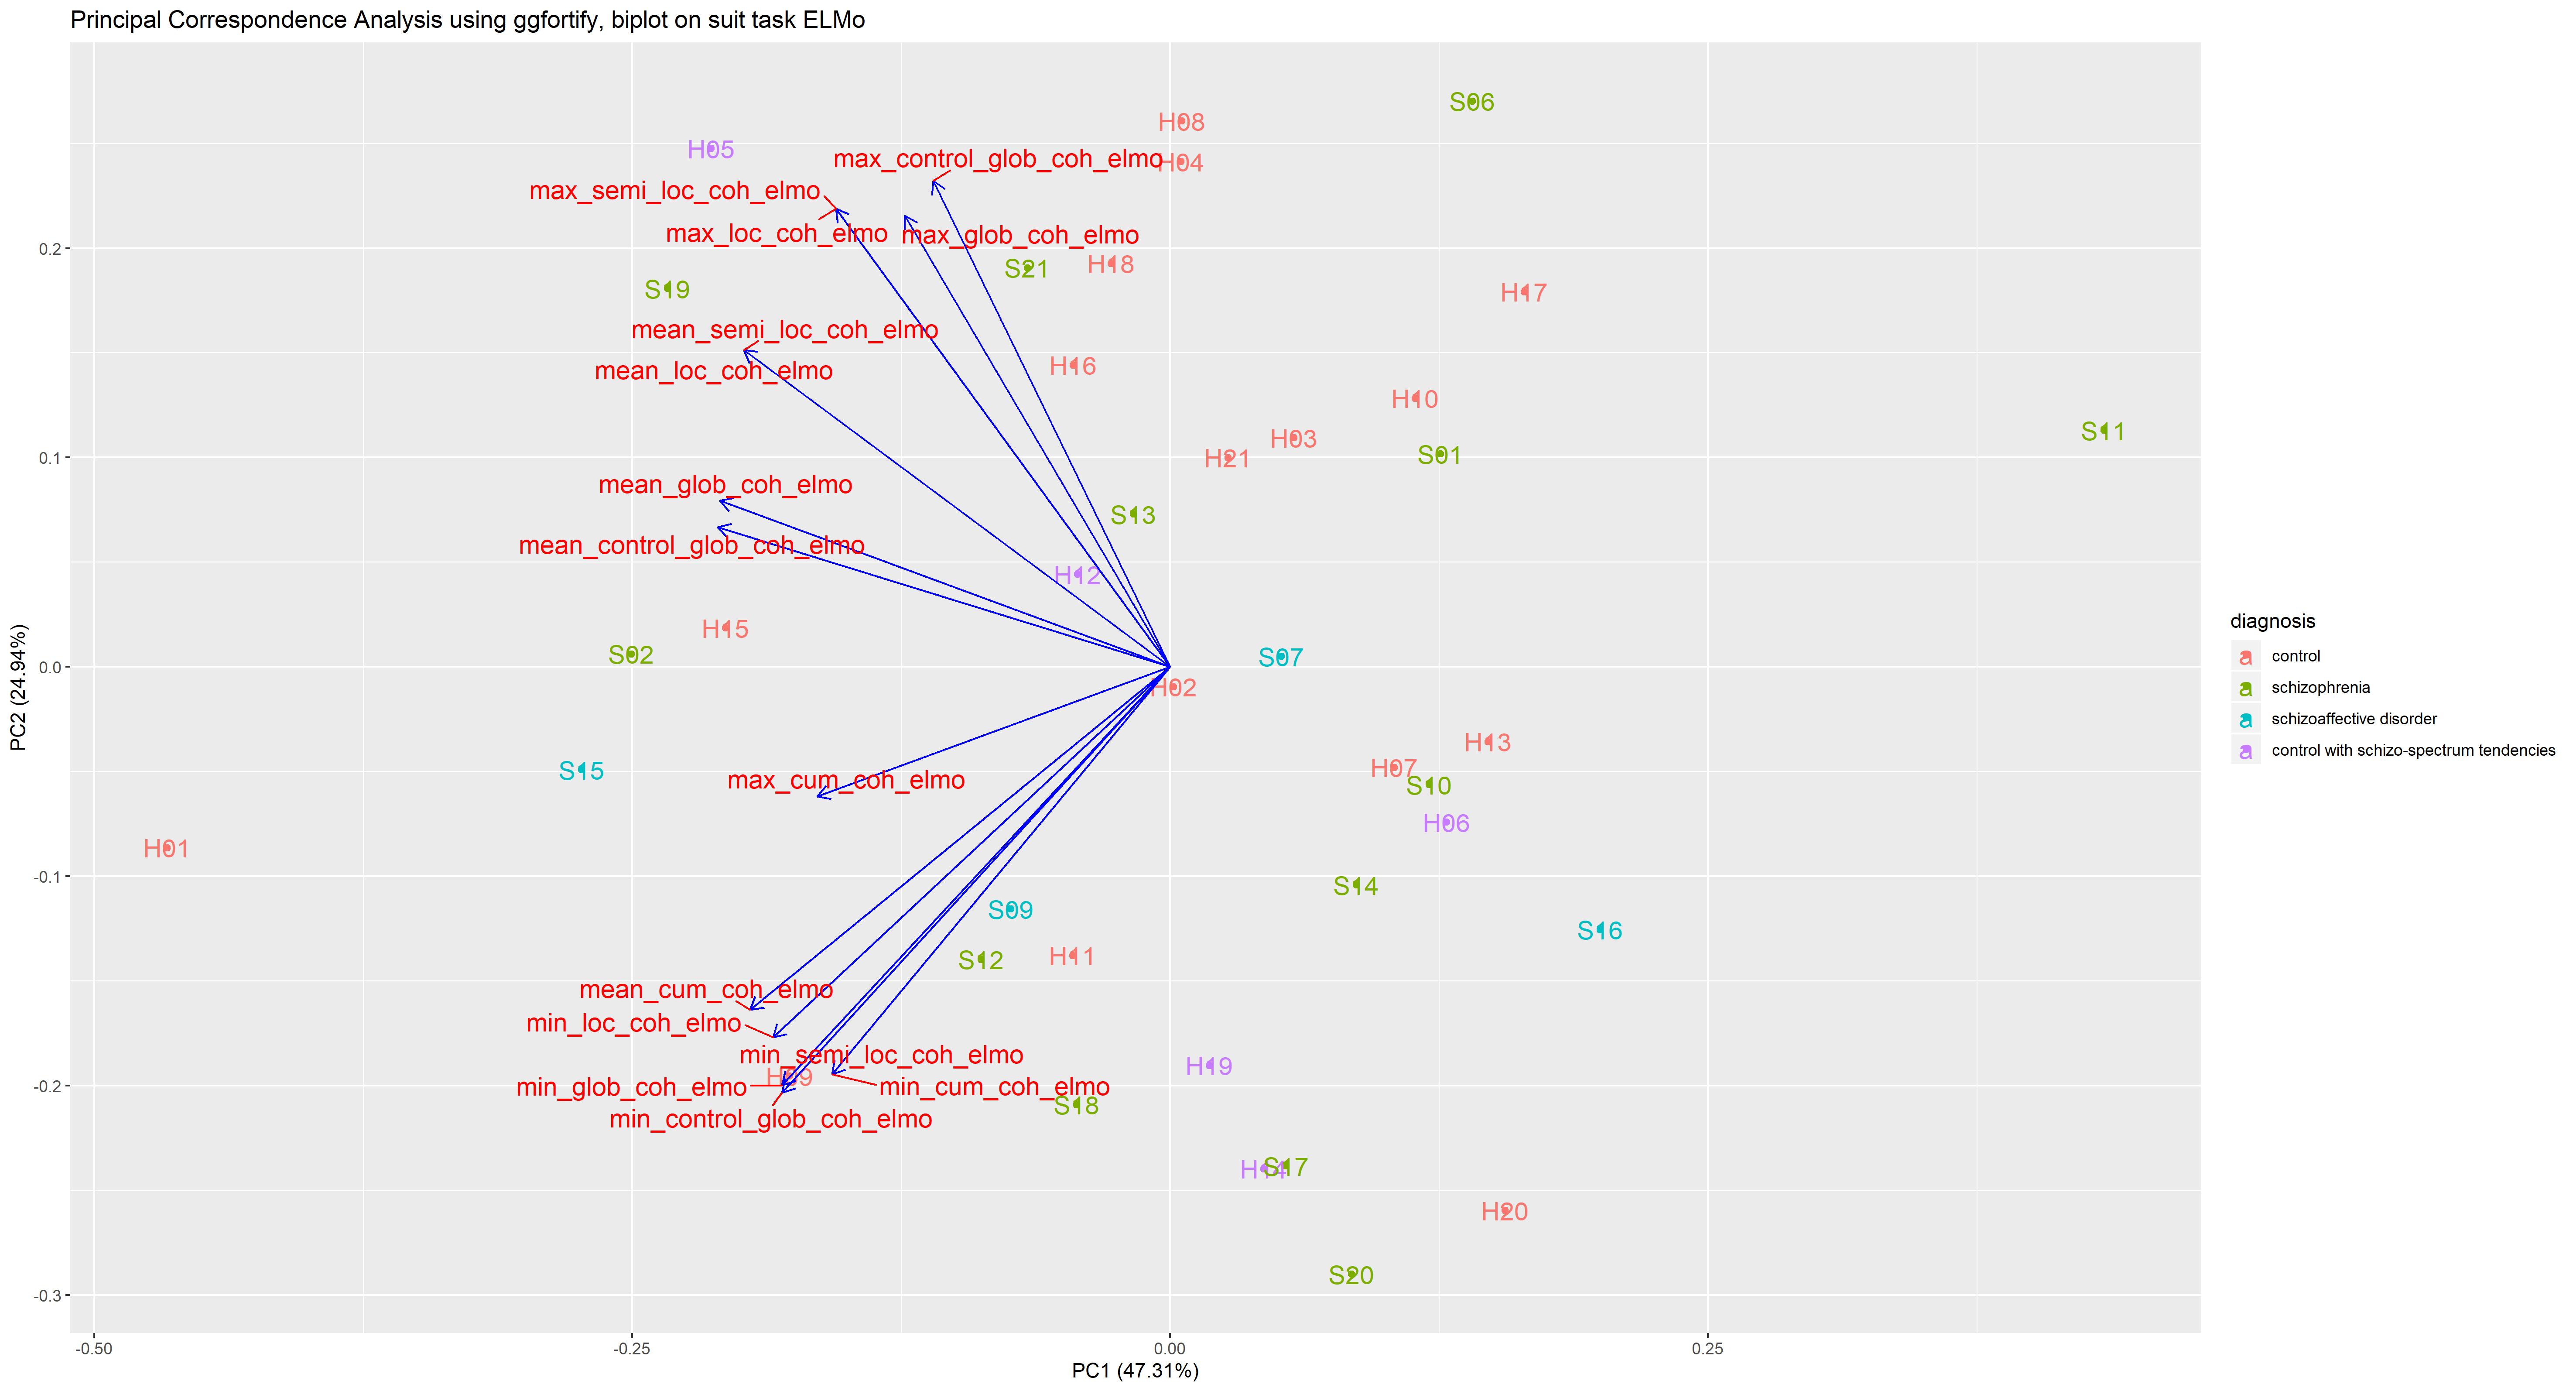 Principal Correspondence Analysis using ggfortify, biplot on suit task ELMo
S06
H08
H05
max_control_glob_coh_elmo
H04
max_semi_loc_coh_elmo
max_loc_coh_elmo
max_glob_coh_elmo
0.2
S21
H18
S19
H17
mean_semi_loc_coh_elmo
H16
mean_loc_coh_elmo
H10
S11
H03
0.1
H21
S01
mean_glob_coh_elmo
S13
mean_control_glob_coh_elmo
H12
H15
S02
S07
0.0
H02
PC2 (24.94%)
diagnosis
a control
a schizophrenia
a schizoaffective disorder
a control with schizo-spectrum tendencies
H13
S15
H07
max_cum_coh_elmo
S10
H06
H01
-0.1
S14
S09
S16
H11
S12
mean_cum_coh_elmo
min_loc_coh_elmo
min_semi_loc_coh_elmo
H19
H09
min_glob_coh_elmo
min_cum_coh_elmo
-0.2
S18
min_control_glob_coh_elmo
H14
S17
H20
S20
-0.3
-0.50
-0.25
0.00
0.25
PC1 (47.31%)